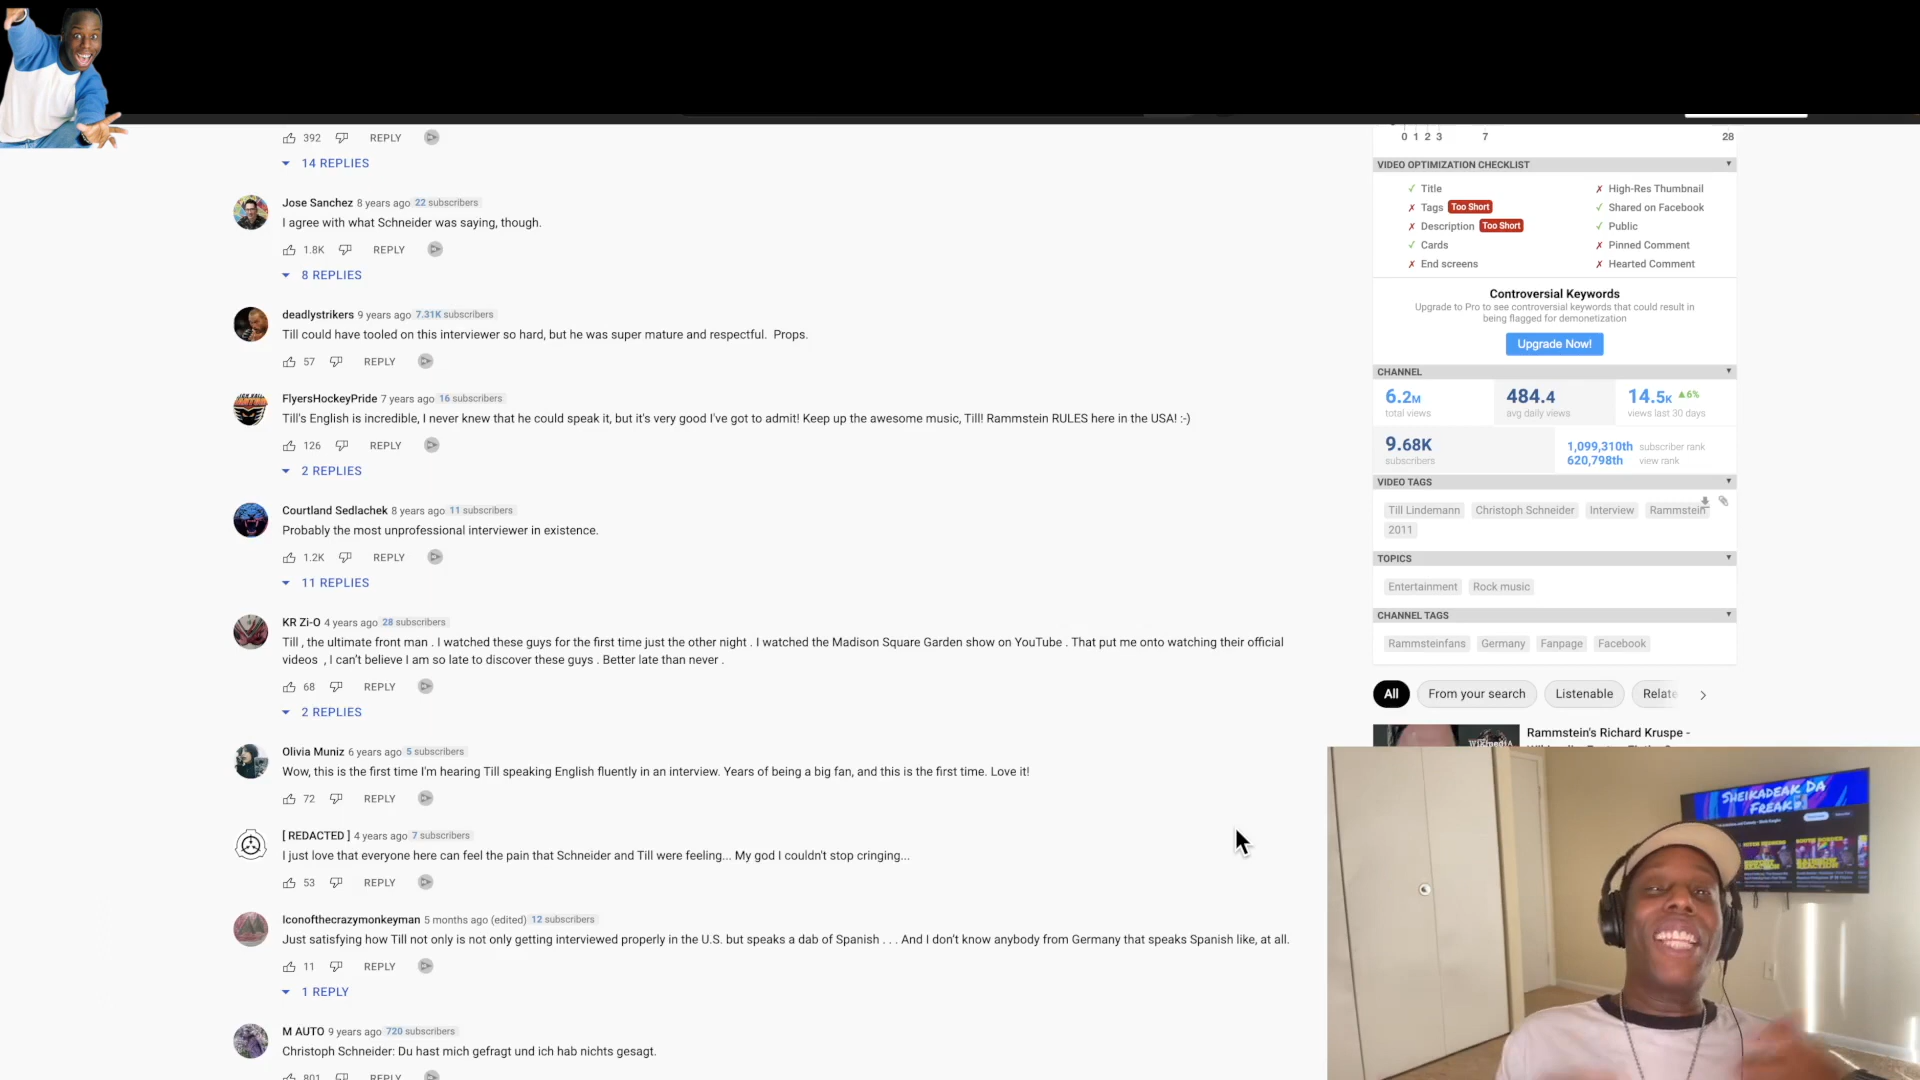 392 REPLY
14 REPLIES
Jose Sanchez 8 years ago 22 subscribers
I agree with what Schneider was saying, though.
1.8K REPLY
8 REPLIES
deadlystrikers 9 years ago 7.31K subscribers
Till could have tooled on this interviewer so hard, but he was super mature and respectful. Props.
57 REPLY
FlyersHockeyPride 7 years ago 16 subscribers
Till's English is incredible, I never knew that he could speak it, but it's very good I've got to admit! Keep up the awesome music, Till! Rammstein RULES here in the USA! :-)
126 REPLY
2 REPLIES
Courtland Sedlachek 8 years ago 11 subscribers
Probably the most unprofessional interviewer in existence.
1.2K REPLY
11 REPLIES
KR Zi-O 4 years ago 28 subscribers
Till , the ultimate front man . I watched these guys for the first time just the other night . I watched the Madison Square Garden show on YouTube . That put me onto watching their official
videos , I can't believe I am so late to discover these guys . Better late than never .
68 REPLY
2 REPLIES
Olivia Muniz 6 years ago 5 subscribers
Wow, this is the first time I'm hearing Till speaking English fluently in an interview. Years of being a big fan, and this is the first time. Love it!
72 REPLY
[ REDACTED ] 4 years ago 7 subscribers
I just love that everyone here can feel the pain that Schneider and Till were feeling... My god I couldn't stop cringing...
53 REPLY
Iconofthecrazymonkeyman 5 months ago (edited) 12 subscribers
Just satisfying how Till not only is not only getting interviewed properly in the U.S. but speaks a dab of Spanish . . . And I don't know anybody from Germany that speaks Spanish like, at all.
11 REPLY
1 REPLY
M AUTO 9 years ago 720 subscribers
Christoph Schneider: Du hast mich gefragt und ich hab nichts gesagt.
801 REPLY
0 1 2 3 7 28
VIDEO OPTIMIZATION CHECKLIST
Title High-Res Thumbnail
Tags Too Short Shared on Facebook
Description Too Short Public
Cards Pinned Comment
End screens Hearted Comment
Controversial Keywords
Upgrade to Pro to see controversial keywords that could result in
being flagged for demonetization
Upgrade Now!
CHANNEL
6.2M 484.4 14.5K 6%
total views avg daily views views last 30 days
9.68K 1,099,310th subscriber rank
subscribers 620,798th view rank
VIDEO TAGS
Till Lindemann Christoph Schneider Interview Rammstein
2011
TOPICS
Entertainment Rock music
CHANNEL TAGS
Rammsteinfans Germany Fanpage Facebook
All From your search Listenable Relate
Rammstein's Richard Kruspe -
SHEIKADEAK DA
FREAK